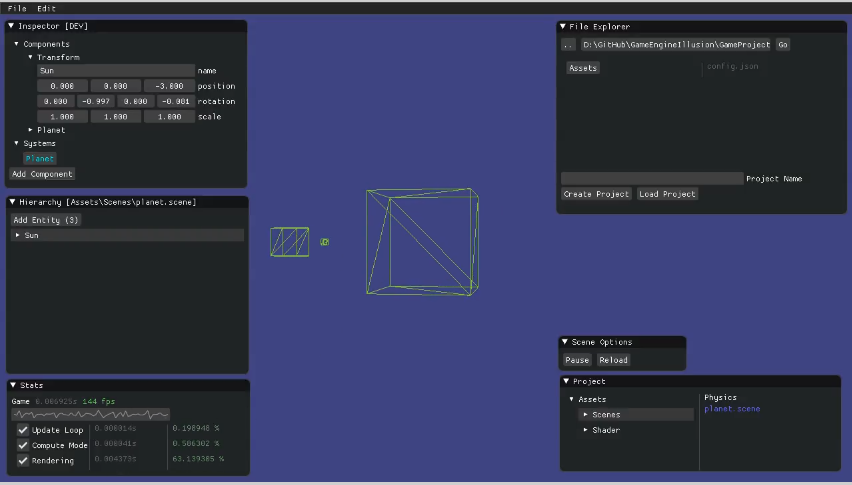 File Edit
Inspector [DEV]
Components
Transform
Sun name
0.000 0.000 -3.000 position
0.000 -0.997 0.000 -0.081 rotation
1.000 1.000 1.000 scale
Planet
Systems
Planet
Add Component
Hierarchy [Assets\Scenes\planet.scene]
Add Entity (3)
Sun
Stats
Game 0.006925s 144 fps
Update Loop 0.000014s 0.198948 %
Compute Mode 0.000041s 0.586302 %
Rendering 0.004373s 63.139305 %
File Explorer
.. D:\GitHub\GameEngineIllusion\GameProject Go
Assets config.json
Project Name
Create Project Load Project
Scene Options
Pause Reload
Project
Assets
Scenes
Shader
Physics
planet.scene